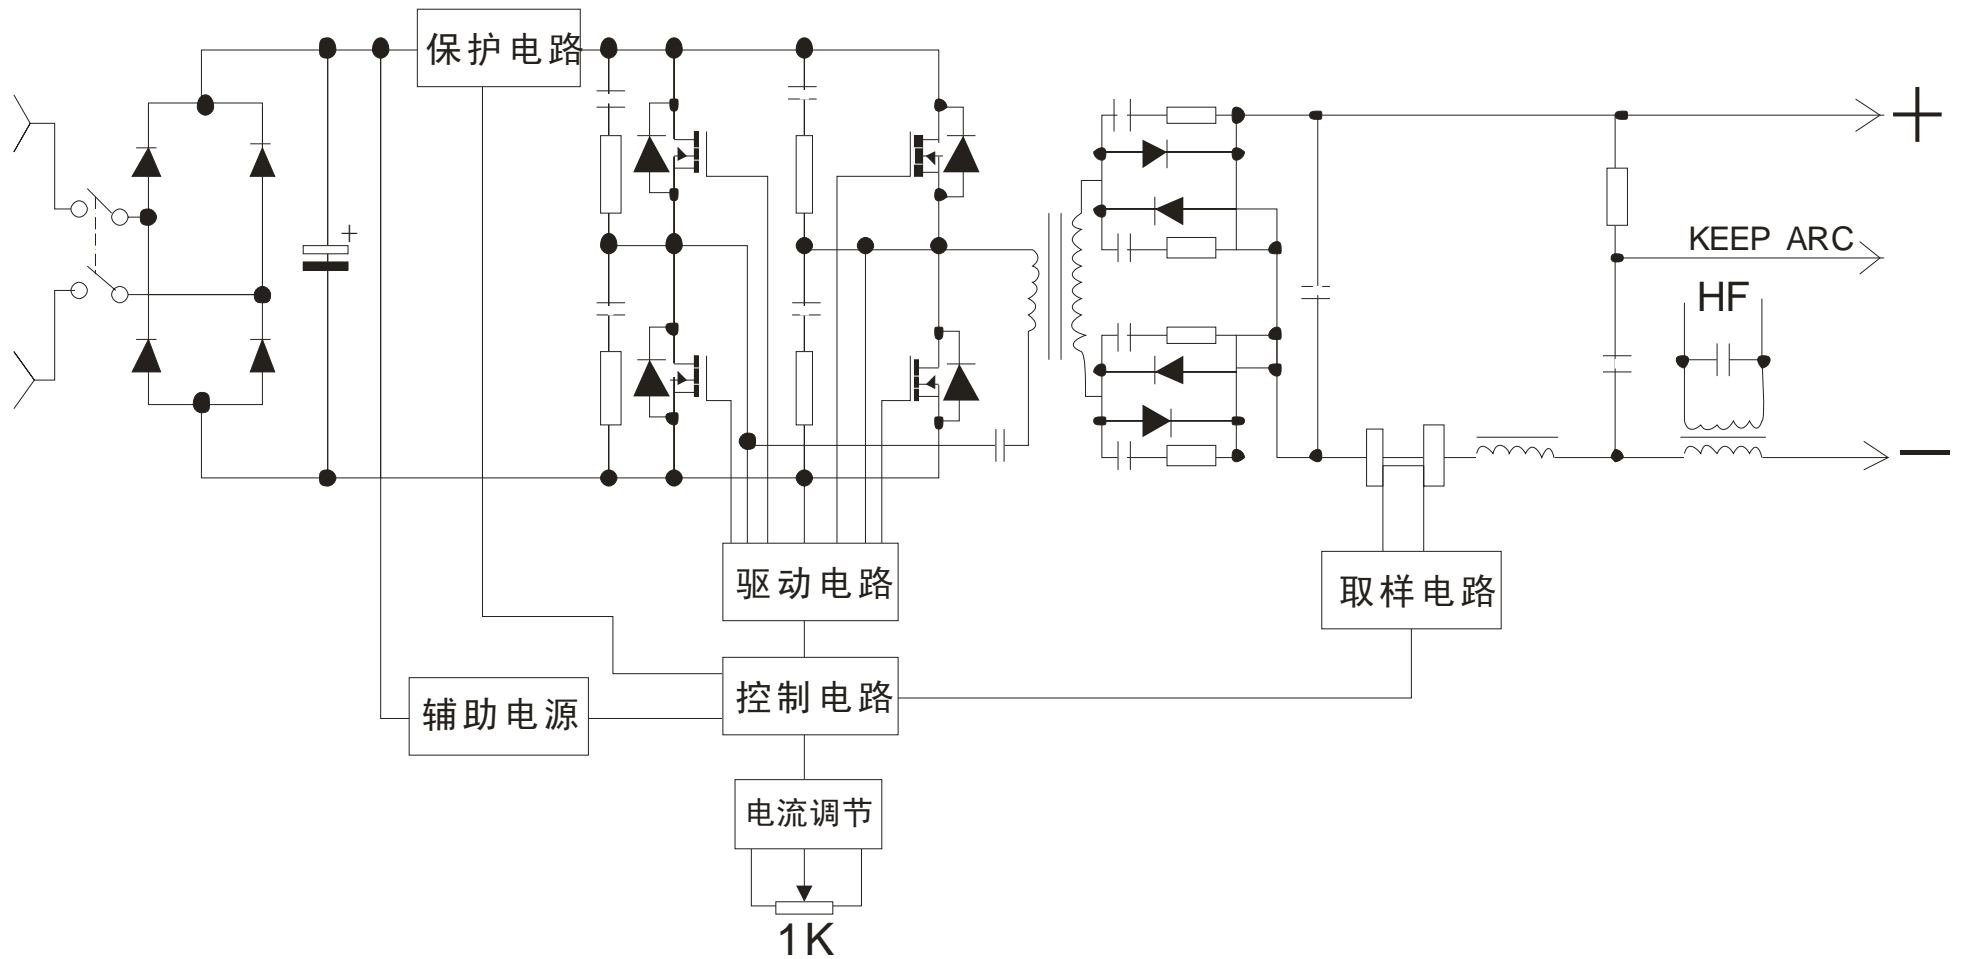 保护电路
+
+
KEEP ARC
HF
—
驱动电路
取样电路
控制电路
辅助电源
电流调节
1K